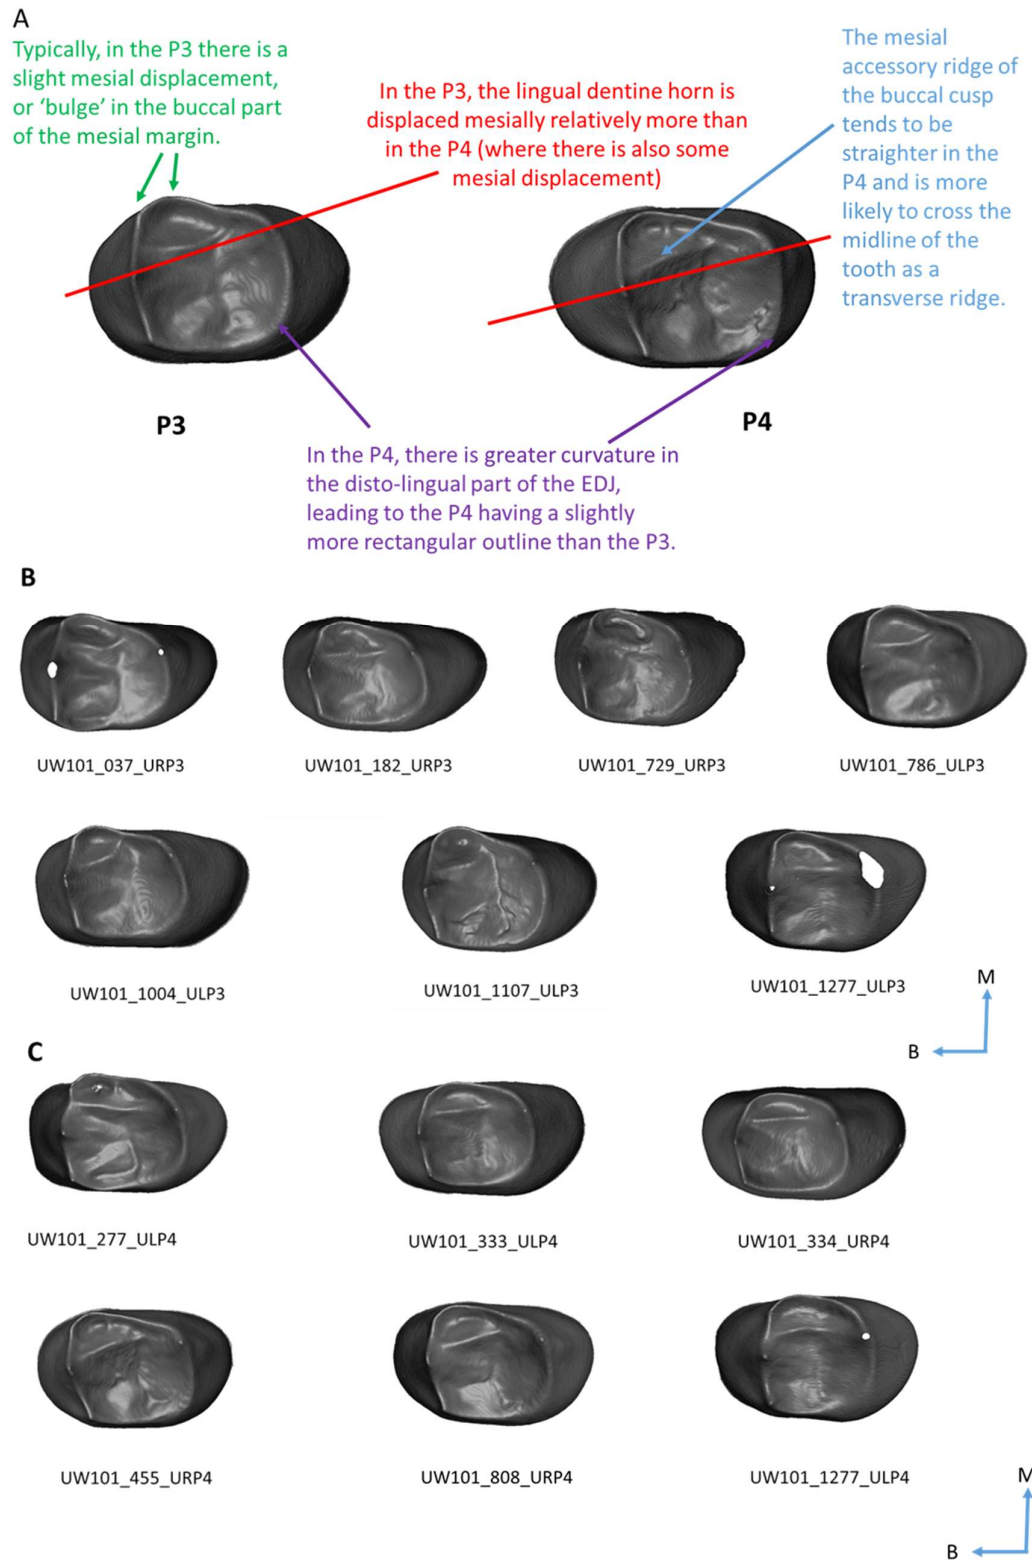 A
Typically, in the P3 there is a
slight mesial displacement,
or ‘bulge’ in the buccal part
of the mesial margin.
In the P3, the lingual dentine horn is
displaced mesially relatively more than
in the P4 (where there is also some
mesial displacement)
The mesial
accessory ridge of
the buccal cusp
tends to be
straighter in the
P4 and is more
likely to cross the
midline of the
tooth as a
transverse ridge.
P3
P4
In the P4, there is greater curvature in
the disto-lingual part of the EDJ,
leading to the P4 having a slightly
more rectangular outline than the P3.
B
UW101_037_URP3
UW101_182_URP3
UW101_729_URP3
UW101_786_ULP3
UW101_1004_ULP3
UW101_1107_ULP3
UW101_1277_ULP3
M
B
C
UW101_277_ULP4
UW101_333_ULP4
UW101_334_URP4
UW101_455_URP4
UW101_808_URP4
UW101_1277_ULP4
M
B